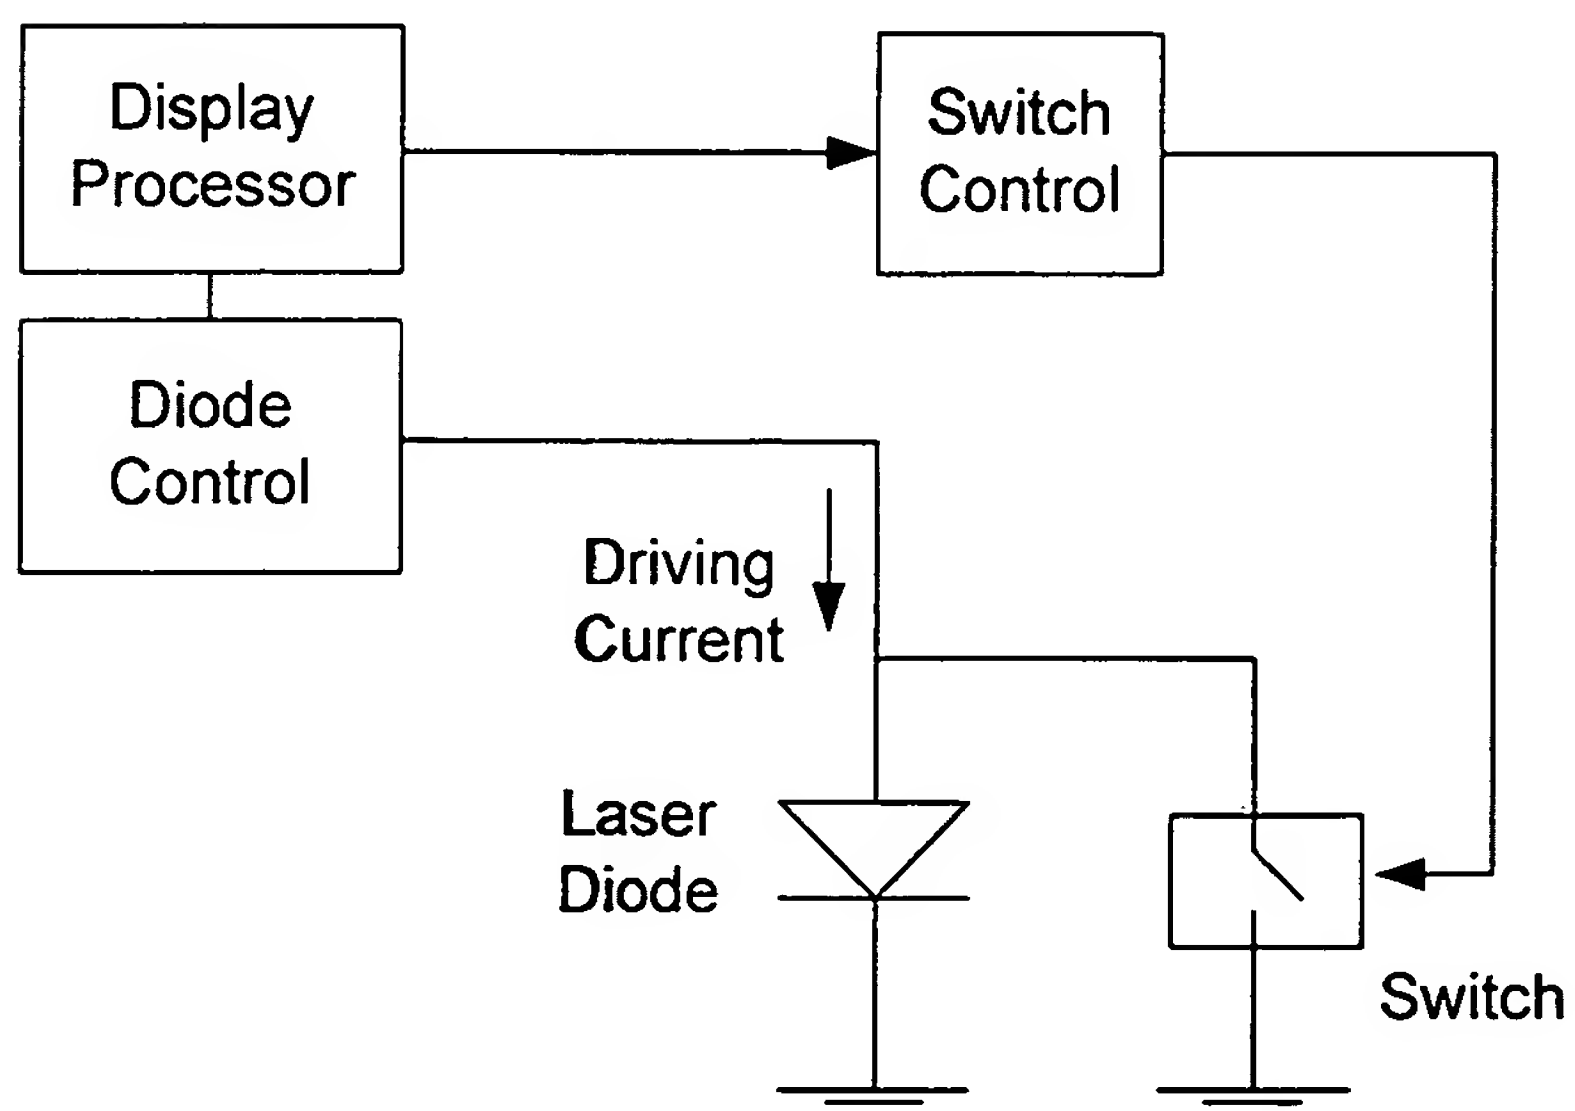 Display
Processor
Switch
Control
Diode
Control
Driving
Current
Laser
Diode
Switch